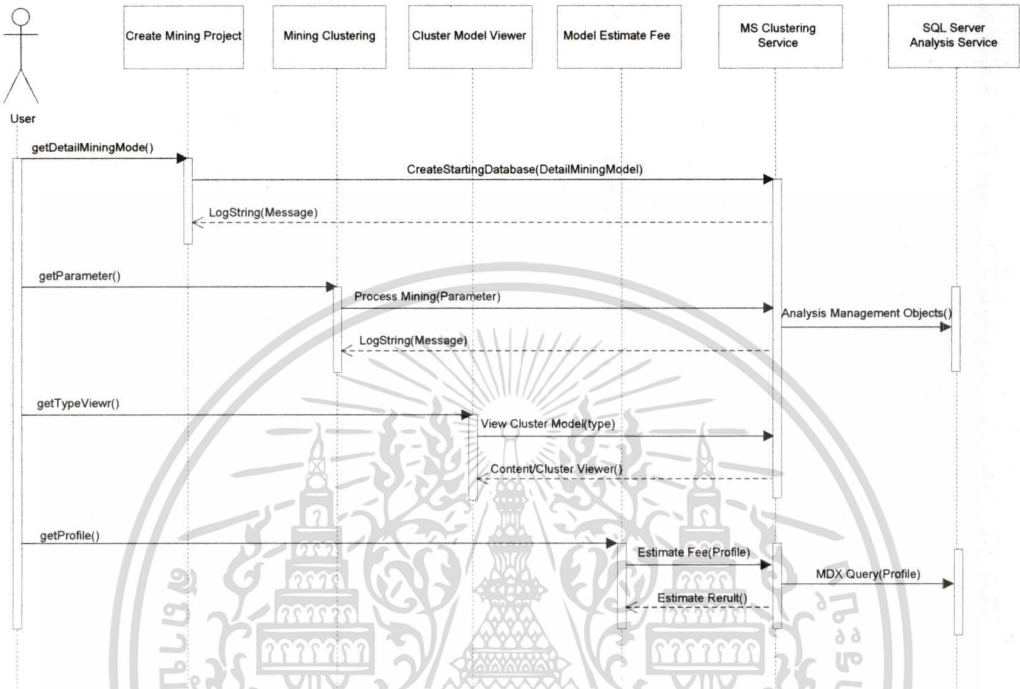 Create Mining Project
Mining Clustering
Cluster Model Viewer
Model Estimate Fee
MS Clustering
Service
SQL Server
Analysis Service
User
getDetailMiningMode()
CreateStartingDatabase(DetailMiningModel)
LogString(Message)
getParameter()
Process Mining(Parameter)
Analysis Management Objects()
LogString(Message)
getTypeViewr()
View Cluster Model(type)
Content/Cluster Viewer()
getProfile()
Estimate Fee(Profile)
MDX Query(Profile)
Estimate Rerult()